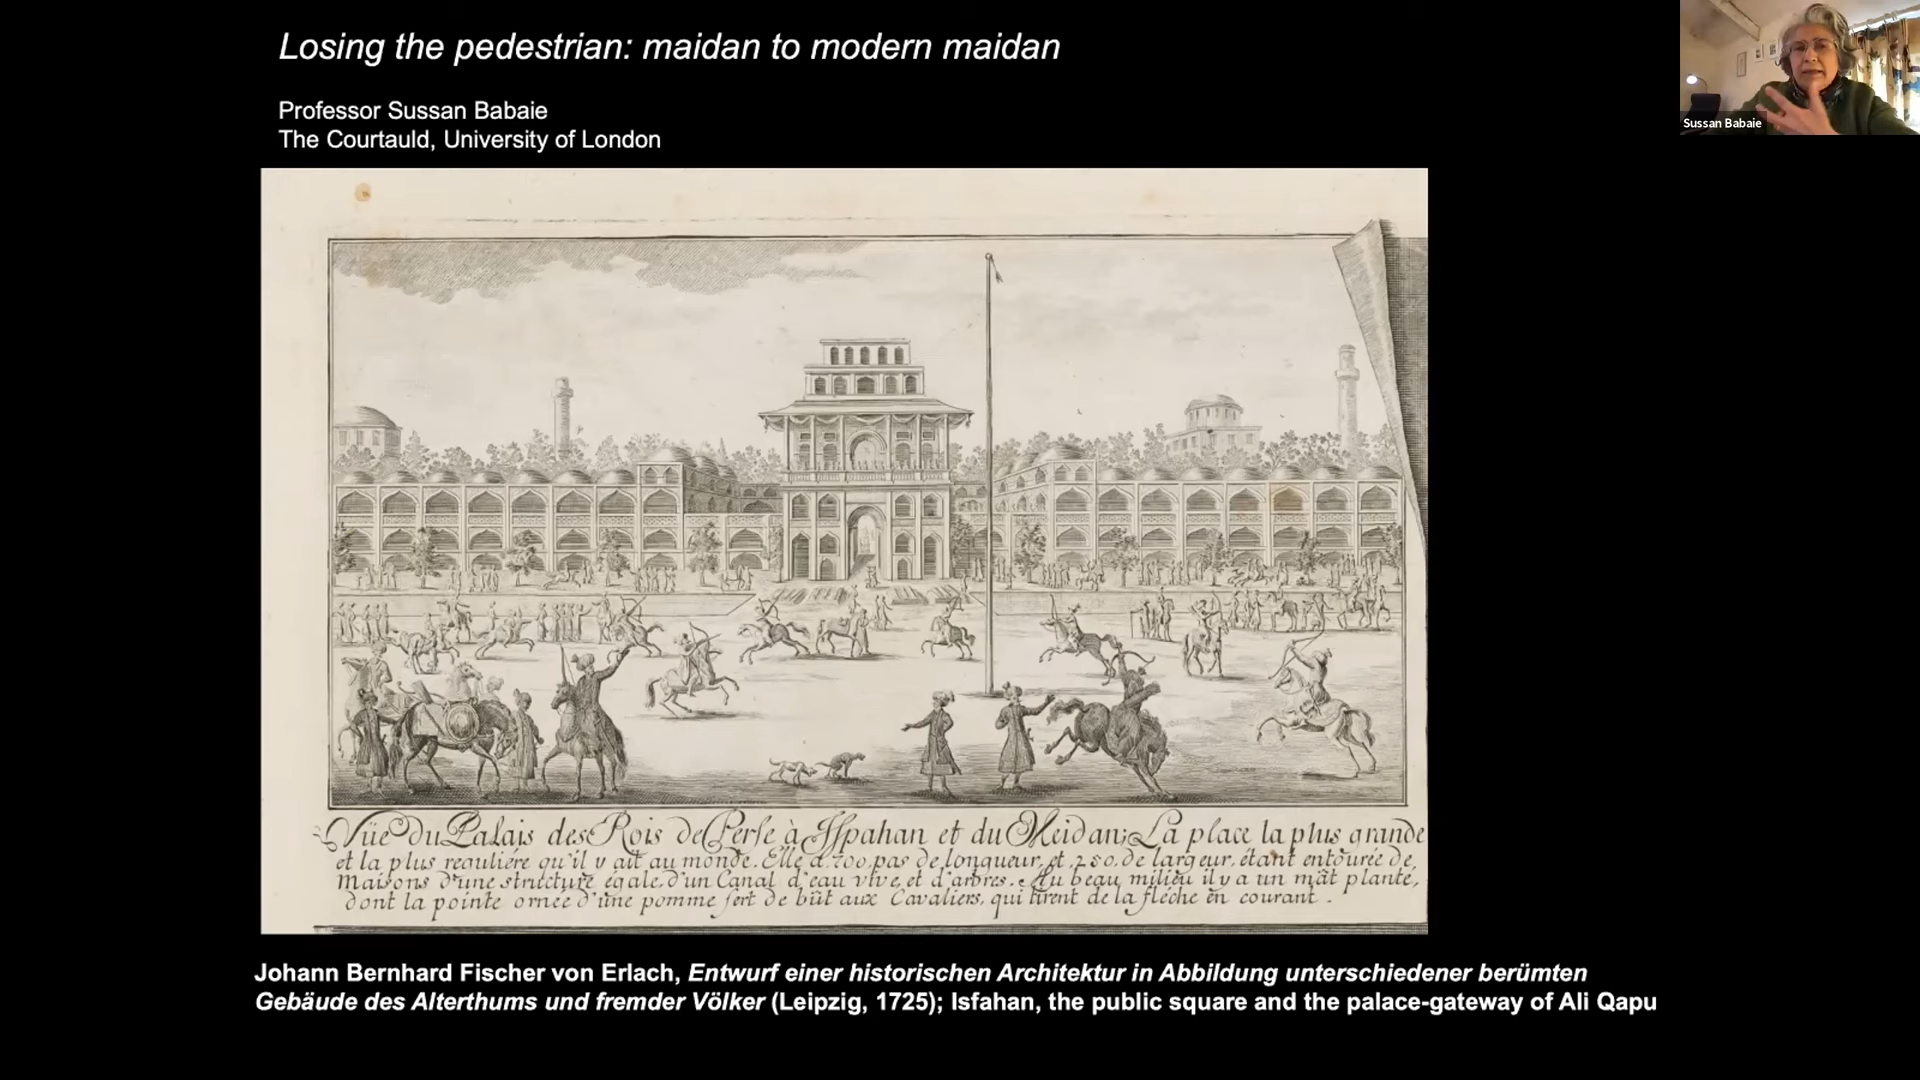 Losing the pedestrian: maidan to modern maidan
Professor Sussan Babaie
The Courtauld, University of London
Sussan Babaie
Vüe du Palais des Rois de Perse à Ispahan et du Meidan; La place la plus grande
et la plus reguliére qu'il y ait au monde. Elle a 700 pas de longueur, et 250. de largeur, étant entourée de
Maisons d'une structure égale, d'un Canal d'eau vive, et d'arbres. Au beau milieu il y a un mât planté,
dont la pointe ornée d'une pomme sert de bût aux Cavaliers, qui tirent de la fléche en courant.
Johann Bernhard Fischer von Erlach, Entwurf einer historischen Architektur in Abbildung unterschiedener berümten
Gebäude des Alterthums und fremder Völker (Leipzig, 1725); Isfahan, the public square and the palace-gateway of Ali Qapu